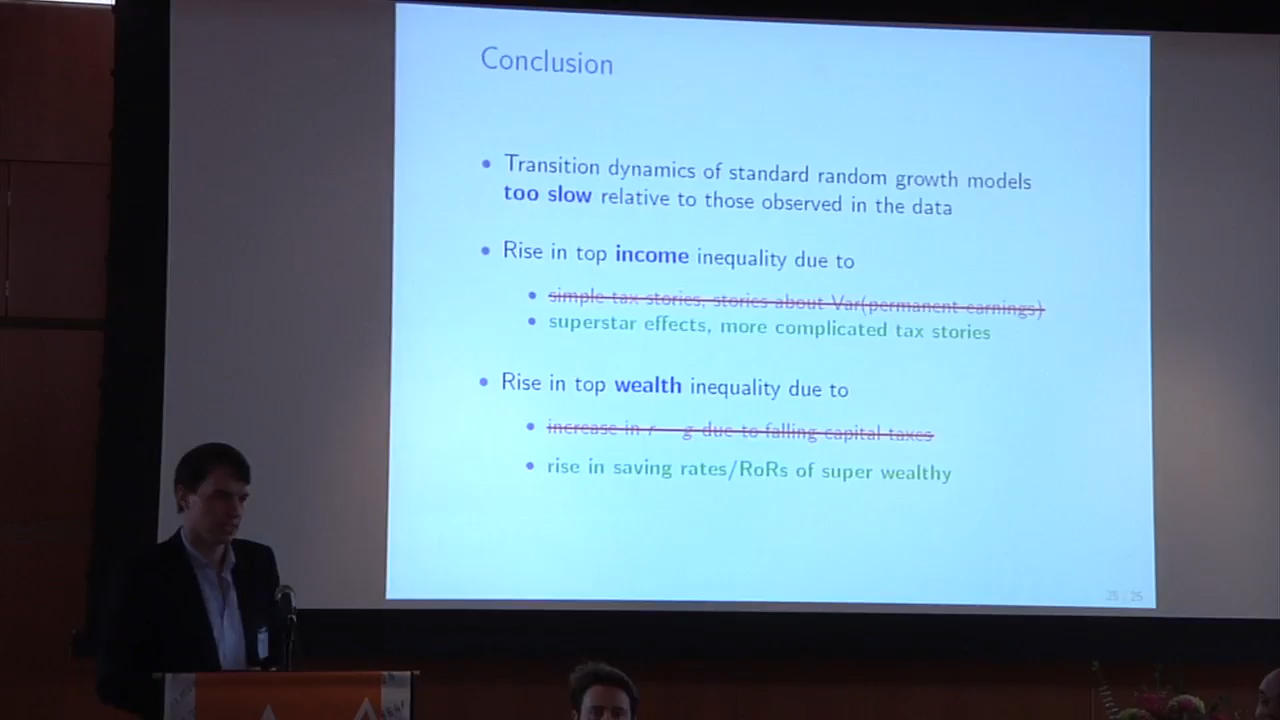 Conclusion
Transition dynamics of standard random growth models
too slow relative to those observed in the data
Rise in top income inequality due to
simple tax stories, stories about Var(permanent earnings)
superstar effects, more complicated tax stories
Rise in top wealth inequality due to
increase in r − g due to falling capital taxes
rise in saving rates/RoRs of super wealthy
25 / 25